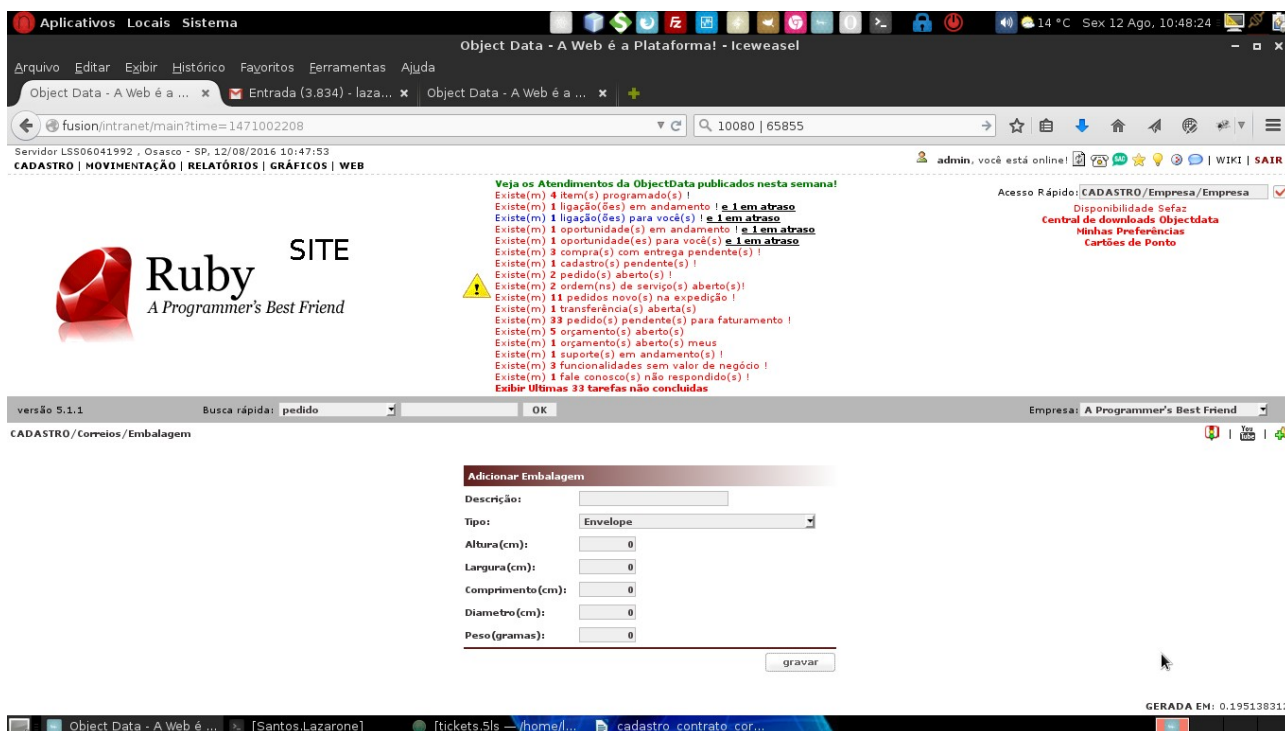 Aplicativos Locais Sistema
14 °C Sex 12 Ago, 10:48:24
Object Data - A Web é a Plataforma! - Iceweasel
Arquivo Editar Exibir Histórico Favoritos Ferramentas Ajuda
Object Data - A Web é a ... Entrada (3.834) - laza... Object Data - A Web é a ...
fusion/intranet/main?time=1471002208 10080 | 65855
Servidor LSS06041992 , Osasco - SP, 12/08/2016 10:47:53
CADASTRO | MOVIMENTAÇÃO | RELATÓRIOS | GRÁFICOS | WEB
admin, você está online! | WIKI | SAIR
Veja os Atendimentos da ObjectData publicados nesta semana!
Existe(m) 4 item(s) programado(s) !
Existe(m) 1 ligação(ões) em andamento ! e 1 em atraso
Existe(m) 1 ligação(ões) para você(s) ! e 1 em atraso
Existe(m) 1 oportunidade(s) em andamento ! e 1 em atraso
Existe(m) 1 oportunidade(es) para você(s) e 1 em atraso
Existe(m) 3 compra(s) com entrega pendente(s) !
Existe(m) 1 cadastro(s) pendente(s) !
Existe(m) 2 pedido(s) aberto(s) !
Existe(m) 2 ordem(ns) de serviço(s) aberto(s)!
Existe(m) 11 pedidos novo(s) na expedição !
Existe(m) 1 transferência(s) aberta(s)
Existe(m) 33 pedido(s) pendente(s) para faturamento !
Existe(m) 5 orçamento(s) aberto(s)
Existe(m) 1 orçamento(s) aberto(s) meus
Existe(m) 1 suporte(s) em andamento(s) !
Existe(m) 3 funcionalidades sem valor de negócio !
Existe(m) 1 fale conosco(s) não respondido(s) !
Exibir Ultimas 33 tarefas não concluidas
Acesso Rápido: CADASTRO/Empresa/Empresa
Disponibilidade Sefaz
Central de downloads Objectdata
Minhas Preferências
Cartões de Ponto
SITE
Ruby
A Programmer's Best Friend
versão 5.1.1 Busca rápida: pedido OK Empresa: A Programmer's Best Friend
CADASTRO/Correios/Embalagem
| You Tube |
Adicionar Embalagem
Descrição:
Tipo: Envelope
Altura(cm): 0
Largura(cm): 0
Comprimento(cm): 0
Diametro(cm): 0
Peso(gramas): 0
gravar
GERADA EM: 0.19513831
Object Data - A Web é ... [Santos.Lazarone] [tickets.5ls — /home/l... cadastro_contrato_cor...